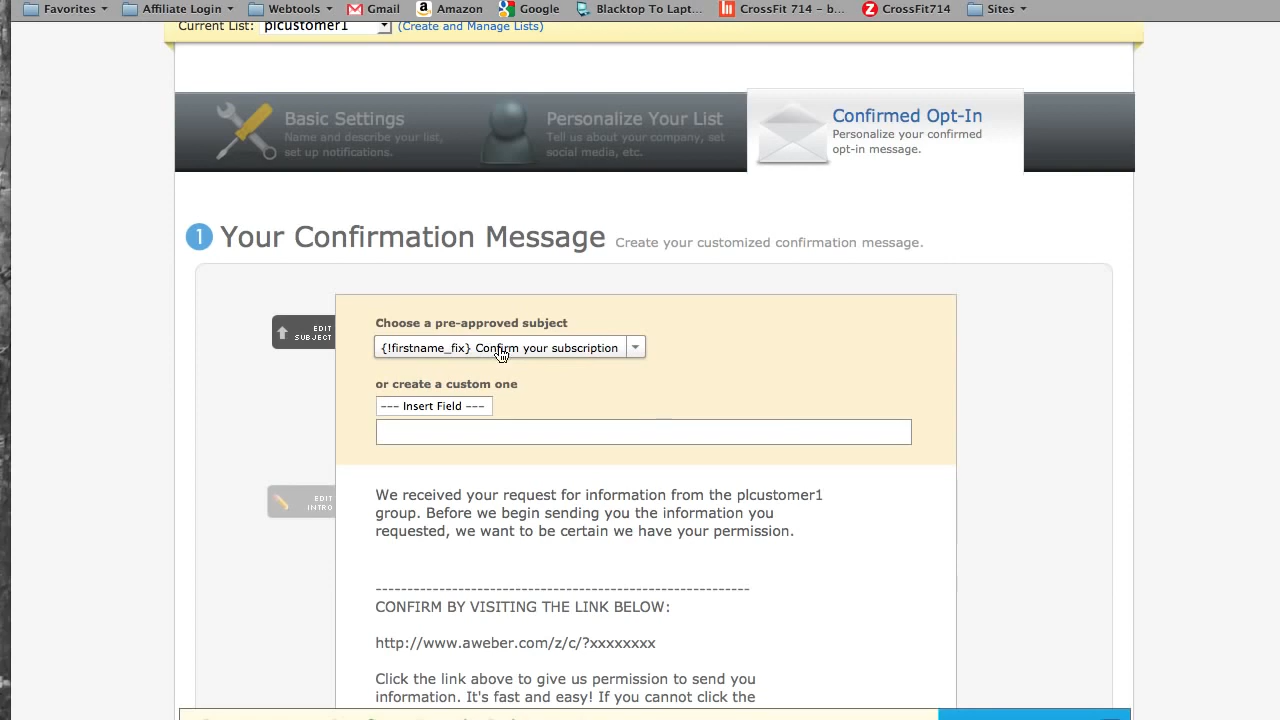 Favorites Affiliate Login Webtools Gmail Amazon Google Blacktop To Lapt... CrossFit 714 - b... CrossFit714 Sites
Current List: plcustomer1 (Create and Manage Lists)
Basic Settings
Name and describe your list,
set up notifications.
Personalize Your List
Tell us about your company, set
social media, etc.
Confirmed Opt-In
Personalize your confirmed
opt-in message.
1 Your Confirmation Message Create your customized confirmation message.
EDIT
SUBJECT
Choose a pre-approved subject
{!firstname_fix} Confirm your subscription
or create a custom one
--- Insert Field ---
EDIT
INTRO
We received your request for information from the plcustomer1
group. Before we begin sending you the information you
requested, we want to be certain we have your permission.
-----------------------------------------------------------
CONFIRM BY VISITING THE LINK BELOW:
http://www.aweber.com/z/c/?xxxxxxxx
Click the link above to give us permission to send you
information. It's fast and easy! If you cannot click the